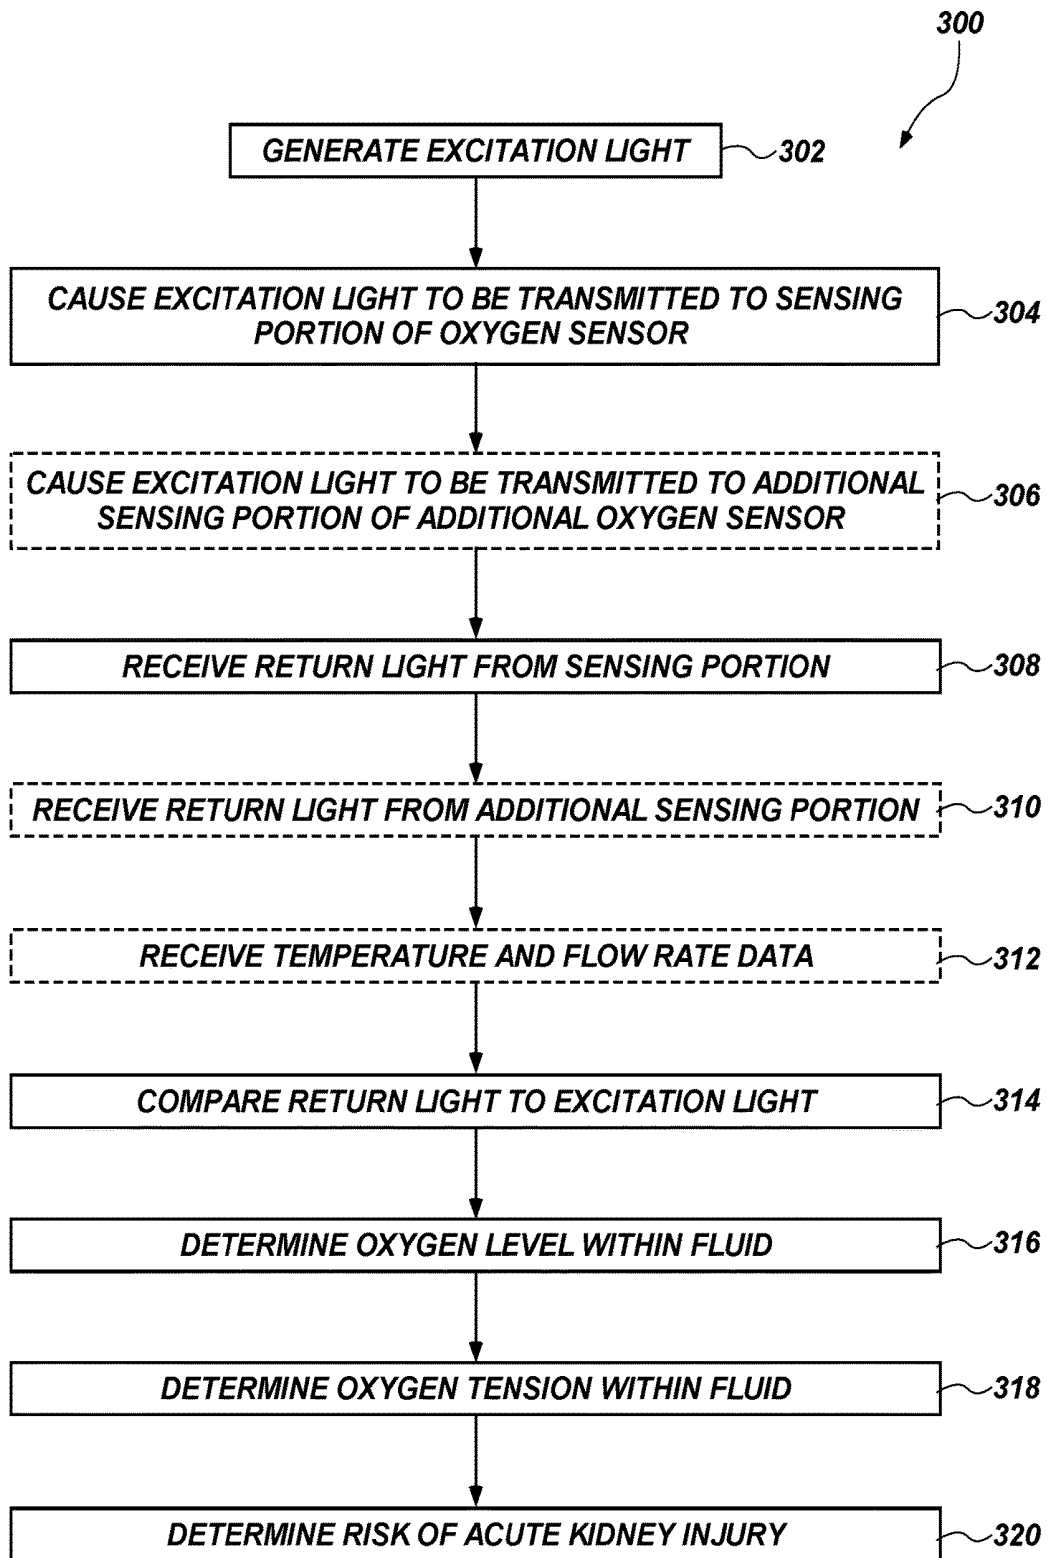 300
GENERATE EXCITATION LIGHT 302
CAUSE EXCITATION LIGHT TO BE TRANSMITTED TO SENSING
PORTION OF OXYGEN SENSOR 304
CAUSE EXCITATION LIGHT TO BE TRANSMITTED TO ADDITIONAL
SENSING PORTION OF ADDITIONAL OXYGEN SENSOR 306
RECEIVE RETURN LIGHT FROM SENSING PORTION 308
RECEIVE RETURN LIGHT FROM ADDITIONAL SENSING PORTION 310
RECEIVE TEMPERATURE AND FLOW RATE DATA 312
COMPARE RETURN LIGHT TO EXCITATION LIGHT 314
DETERMINE OXYGEN LEVEL WITHIN FLUID 316
DETERMINE OXYGEN TENSION WITHIN FLUID 318
DETERMINE RISK OF ACUTE KIDNEY INJURY 320